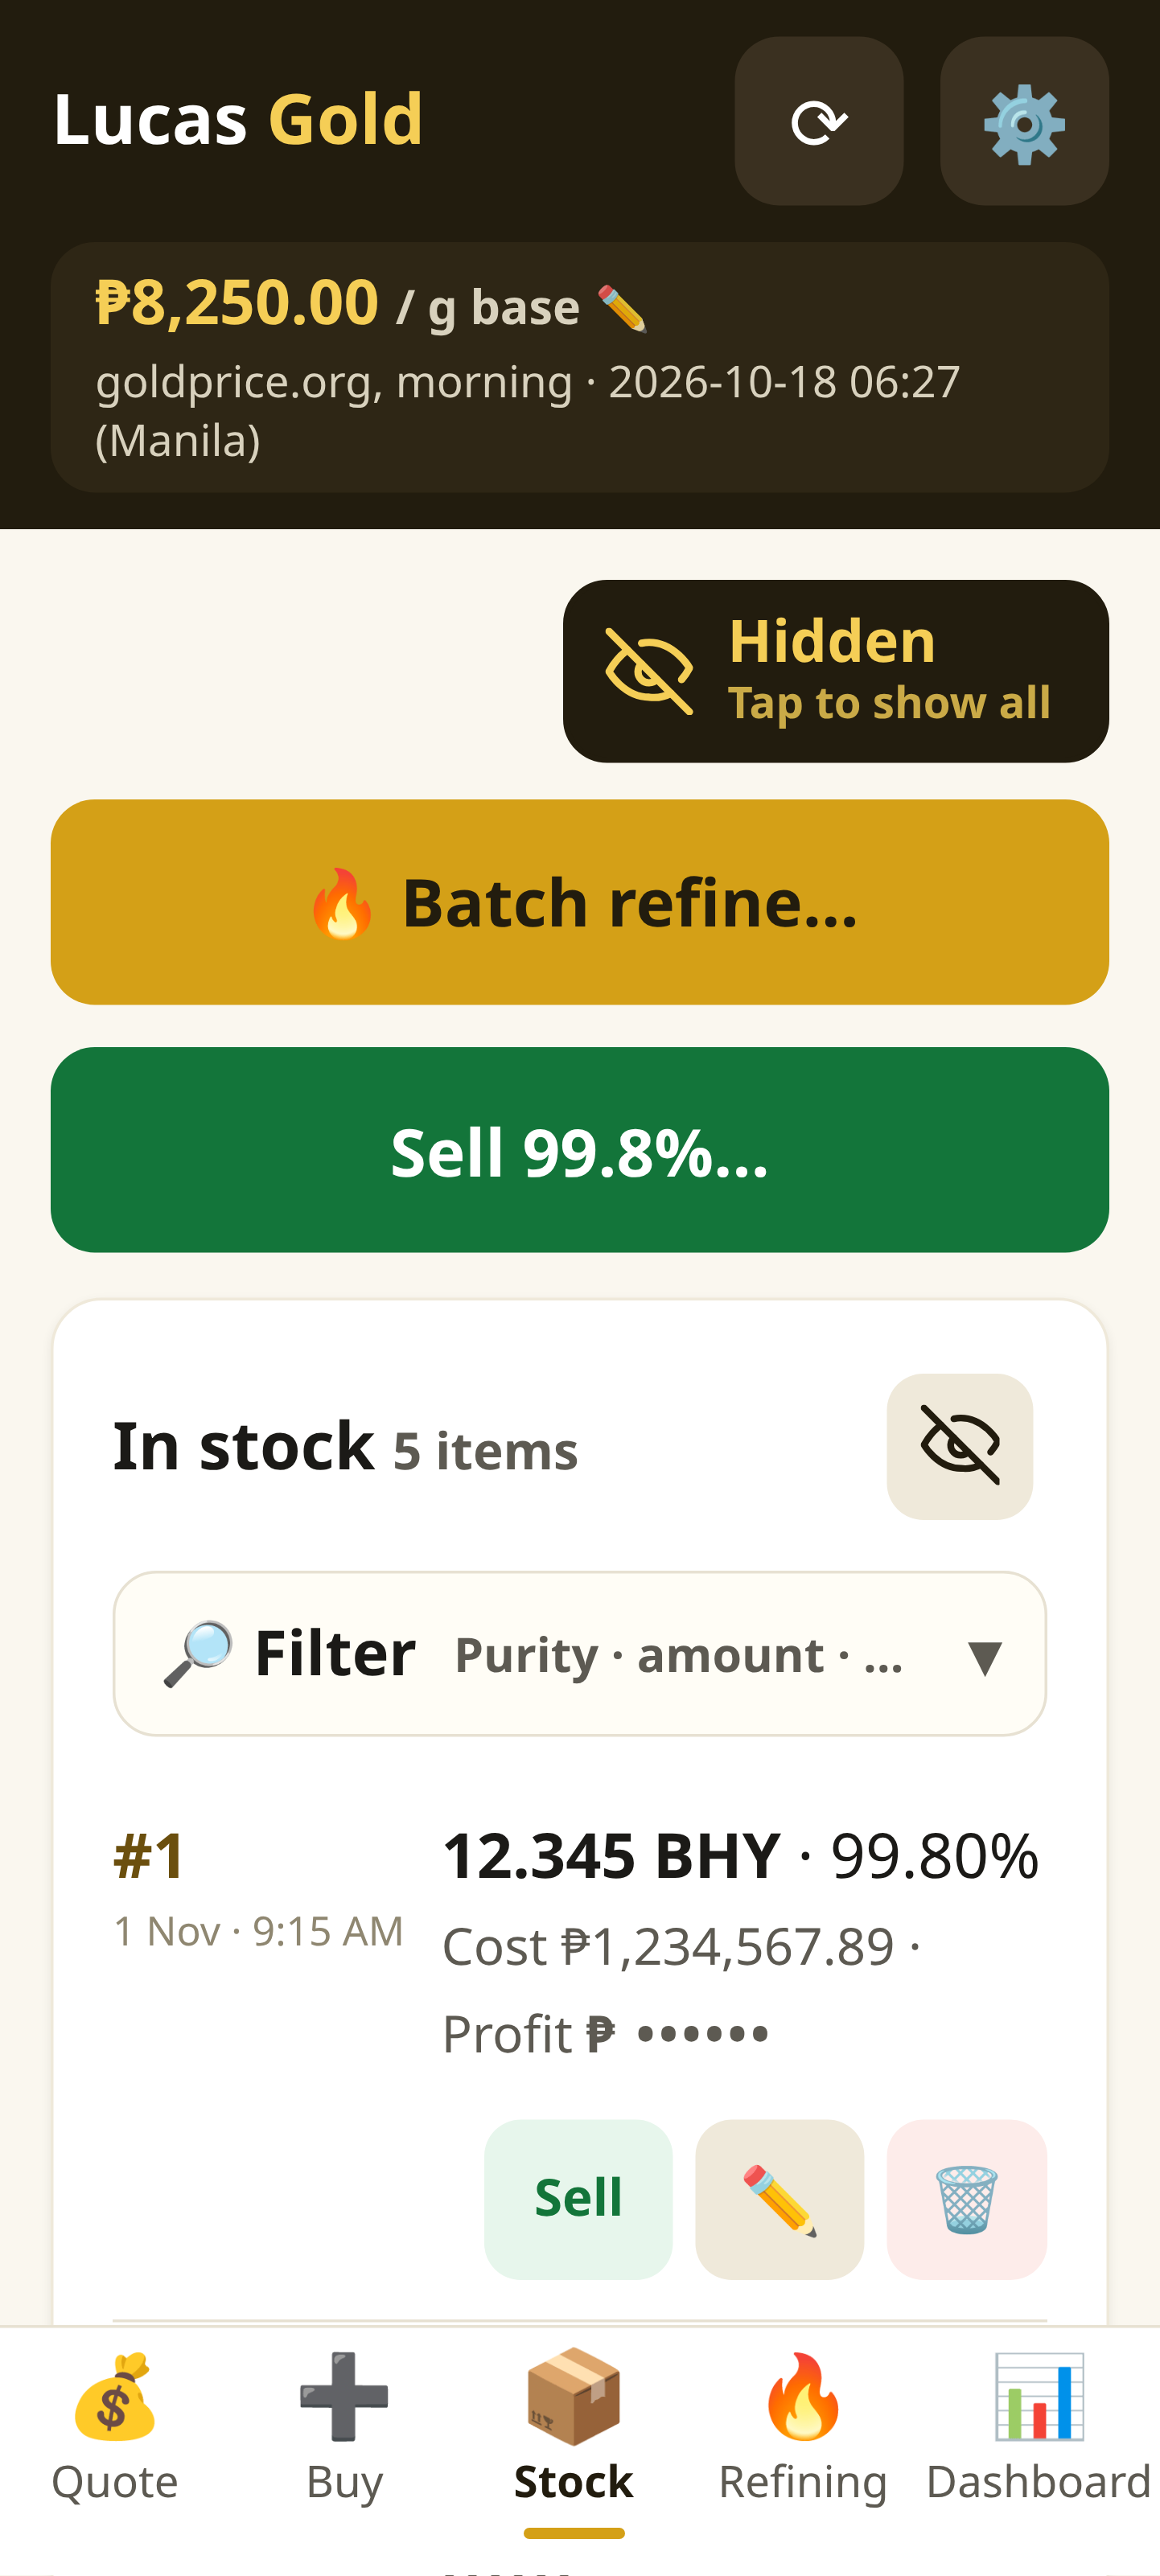 Lucas Gold
₱8,250.00 / g base
goldprice.org, morning · 2026-10-18 06:27
(Manila)
Hidden
Tap to show all
Batch refine…
Sell 99.8%…
In stock 5 items
Filter Purity · amount · …
#1
1 Nov · 9:15 AM
12.345 BHY · 99.80%
Cost ₱1,234,567.89 ·
Profit ₱ ••••••
Sell
Quote
Buy
Stock
Refining
Dashboard